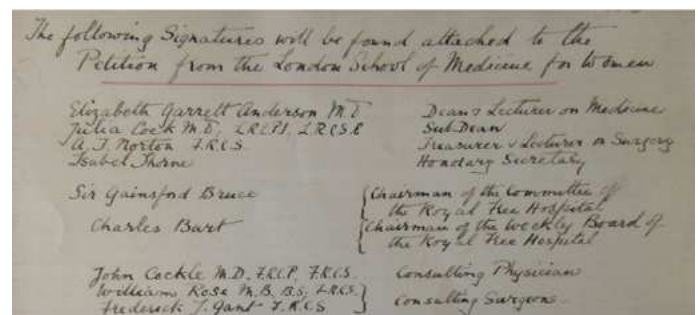 The following Signatures will be found attached to the
Petition from the London School of Medicine for Women
Elizabeth Garrett Anderson M.D Dean & Lecturer on Medicine
Julia Cock M.D, L.R.C.P.I, L.R.C.S.E Sub Dean
A. T. Norton F.R.C.S. Treasurer & Lecturer on Surgery
Isabel Thorne Honorary Secretary
Sir Gainsford Bruce Chairman of the Committee of
the Royal Free Hospital
Charles Burt Chairman of the Weekly Board of
the Royal Free Hospital
John Cockle M.D. F.R.C.P. F.R.C.S. Consulting Physician
William Rose M.B. B.S. F.R.C.S.
Frederick J. Gant F.R.C.S Consulting Surgeons